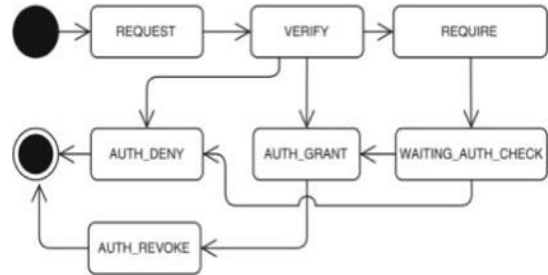 REQUEST
VERIFY
REQUIRE
AUTH_DENY
AUTH_GRANT
WAITING_AUTH_CHECK
AUTH_REVOKE